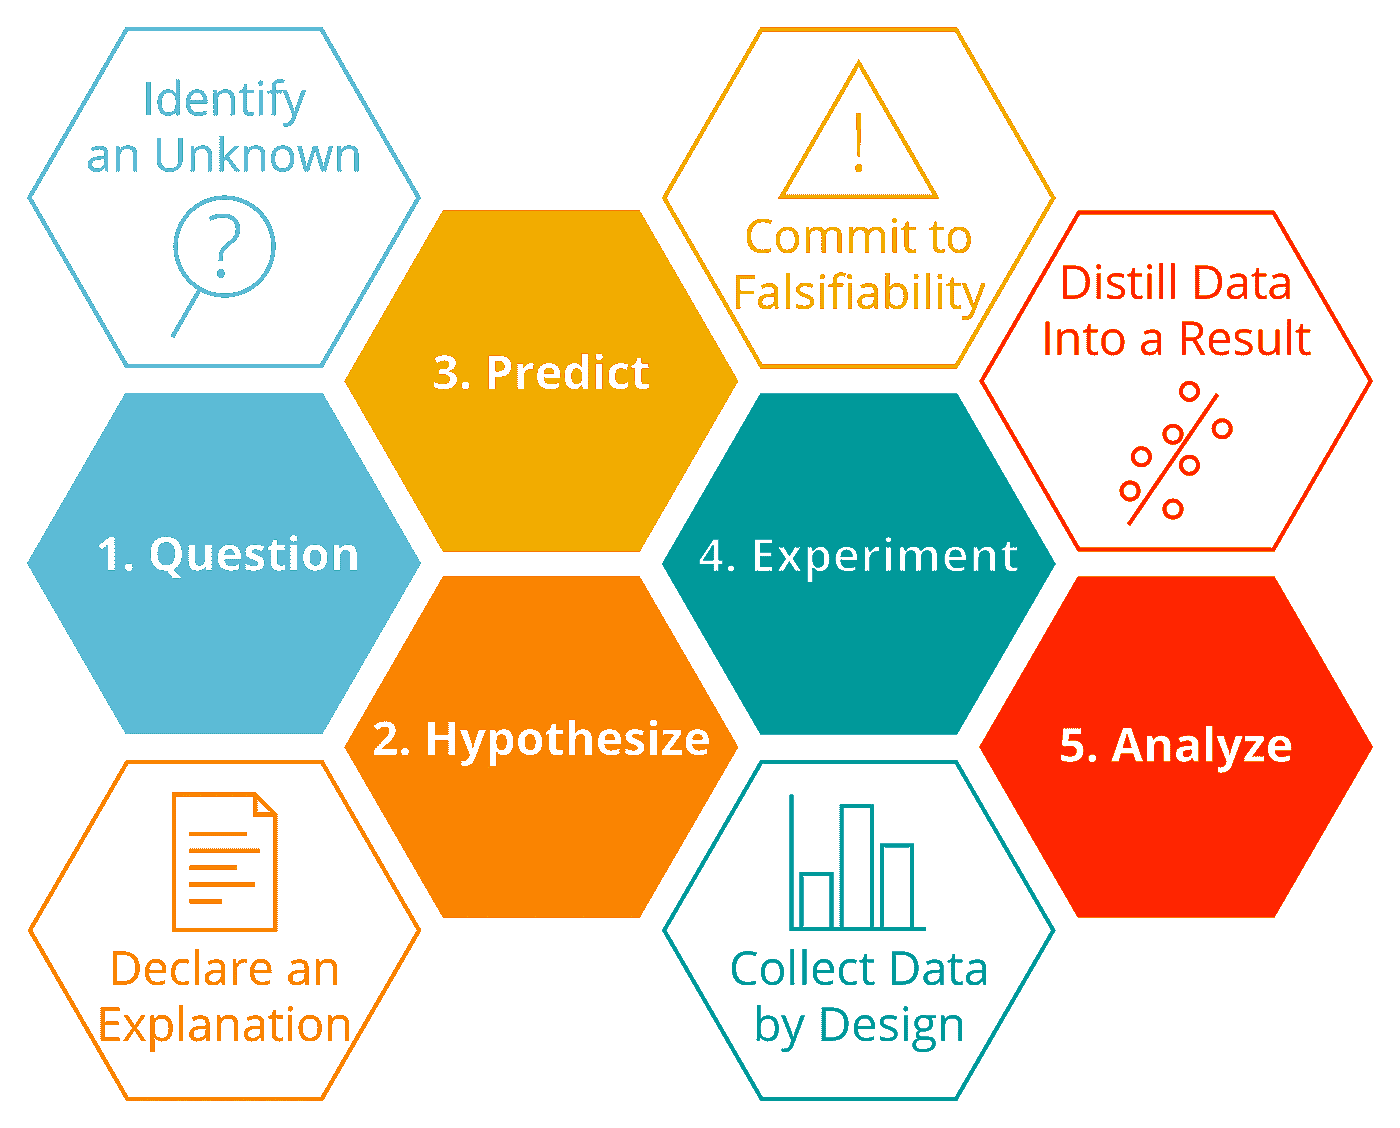 Identify
an Unknown
?
1. Question
2. Hypothesize
Declare an
Explanation
3. Predict
!
Commit to
Falsifiability
4. Experiment
Collect Data
by Design
5. Analyze
Distill Data
Into a Result